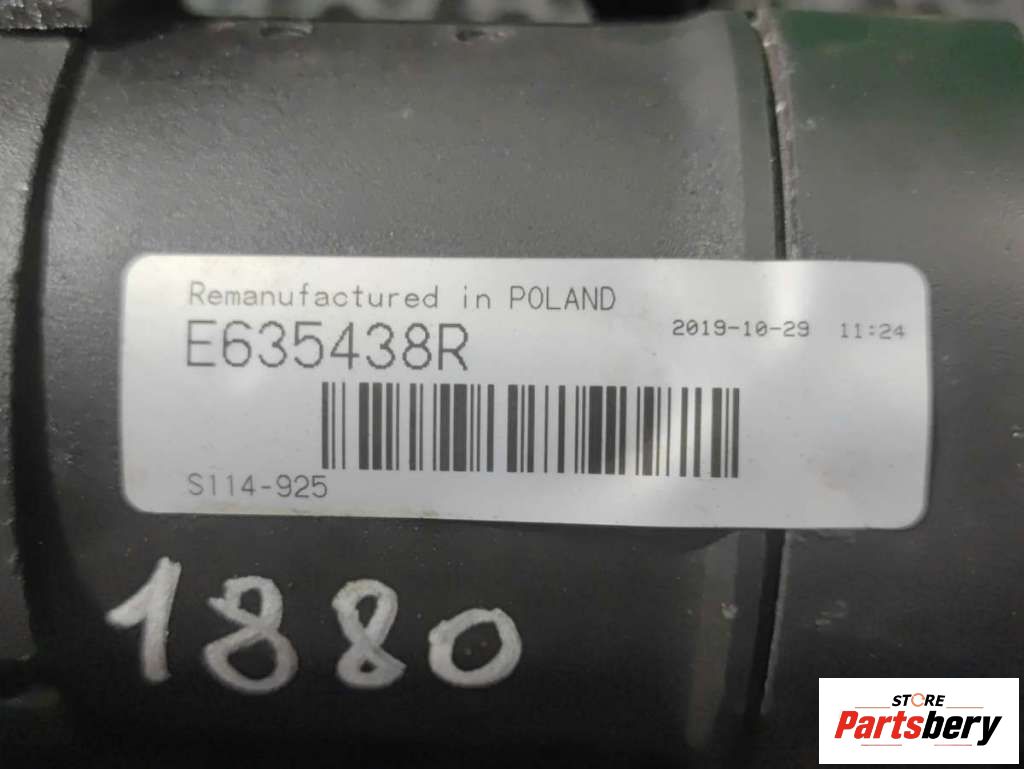 Remanufactured in POLAND
E635438R
2019-10-29 11:24
S114-925
1880
STORE
Partsbery